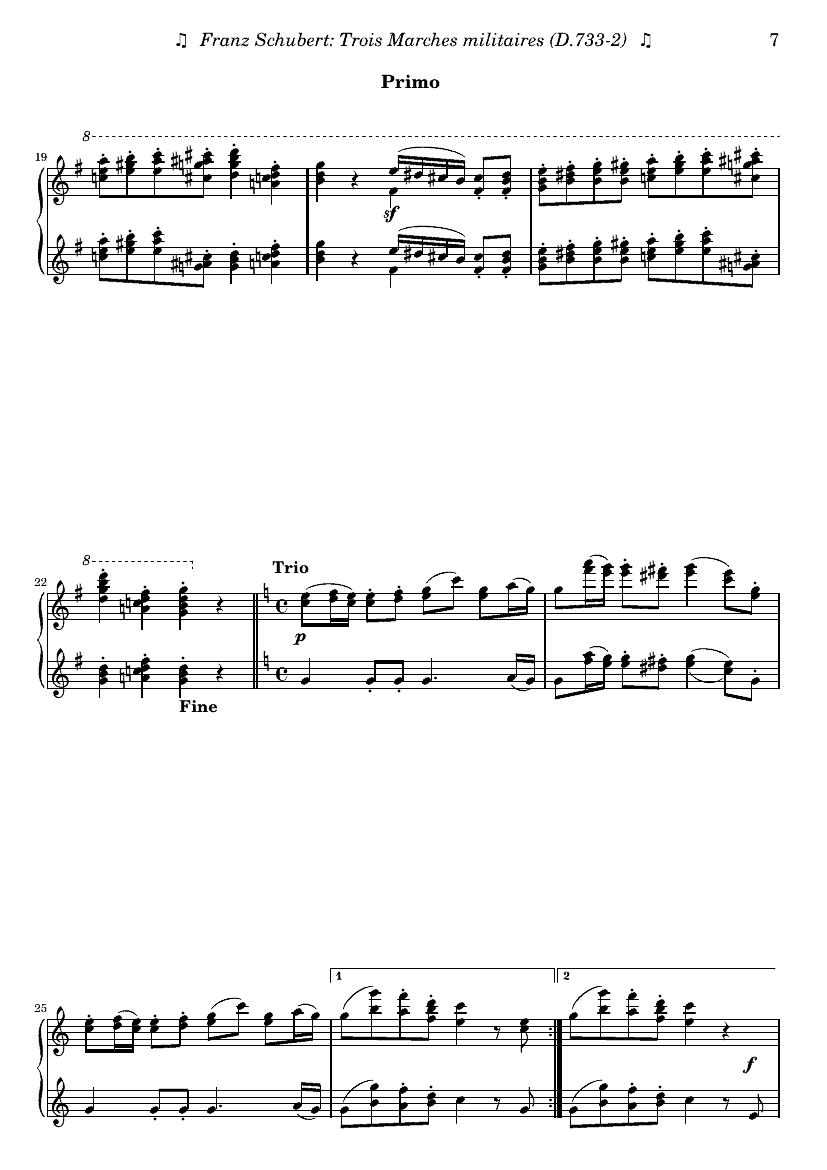 ♫ Franz Schubert: Trois Marches militaires (D.733-2) ♫ 7
Primo
8
19
sf
8
22
Trio
p
Fine
25
1
2
f